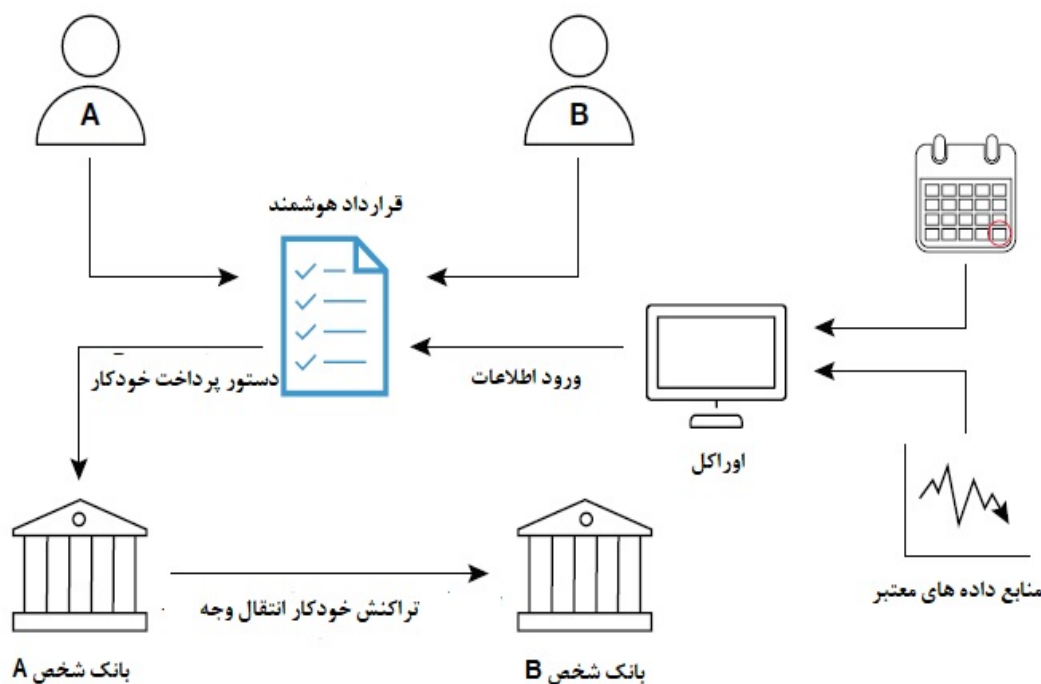 A
B
قرارداد هوشمند
ورود اطلاعات
دستور پرداخت خودکار
اوراکل
منابع داده های معتبر
تراکنش خودکار انتقال وجه
بانک شخص A
بانک شخص B